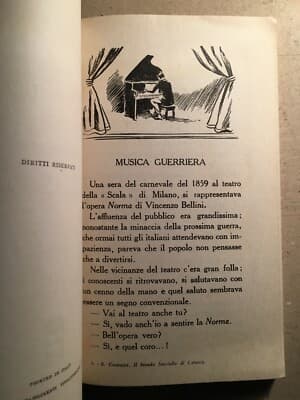 DIRITTI RISERVATI
MUSICA GUERRIERA
Una sera del carnevale del 1859 al teatro
della « Scala » di Milano, si rappresentava
l'opera Norma di Vincenzo Bellini.
L'affluenza del pubblico era grandissima;
nonostante la minaccia della prossima guerra,
che ormai tutti gli italiani attendevano con im-
pazienza, pareva che il popolo non pensasse
che a divertirsi.
Nelle vicinanze del teatro c'era gran folla;
i conoscenti si ritrovavano, si salutavano con
un cenno della mano e quel saluto sembrava
essere un segno convenzionale.
— Vai al teatro anche tu?
— Sì, vado anch'io a sentire la Norma.
— Bell'opera vero?
— Sì, e quel coro...!
Il